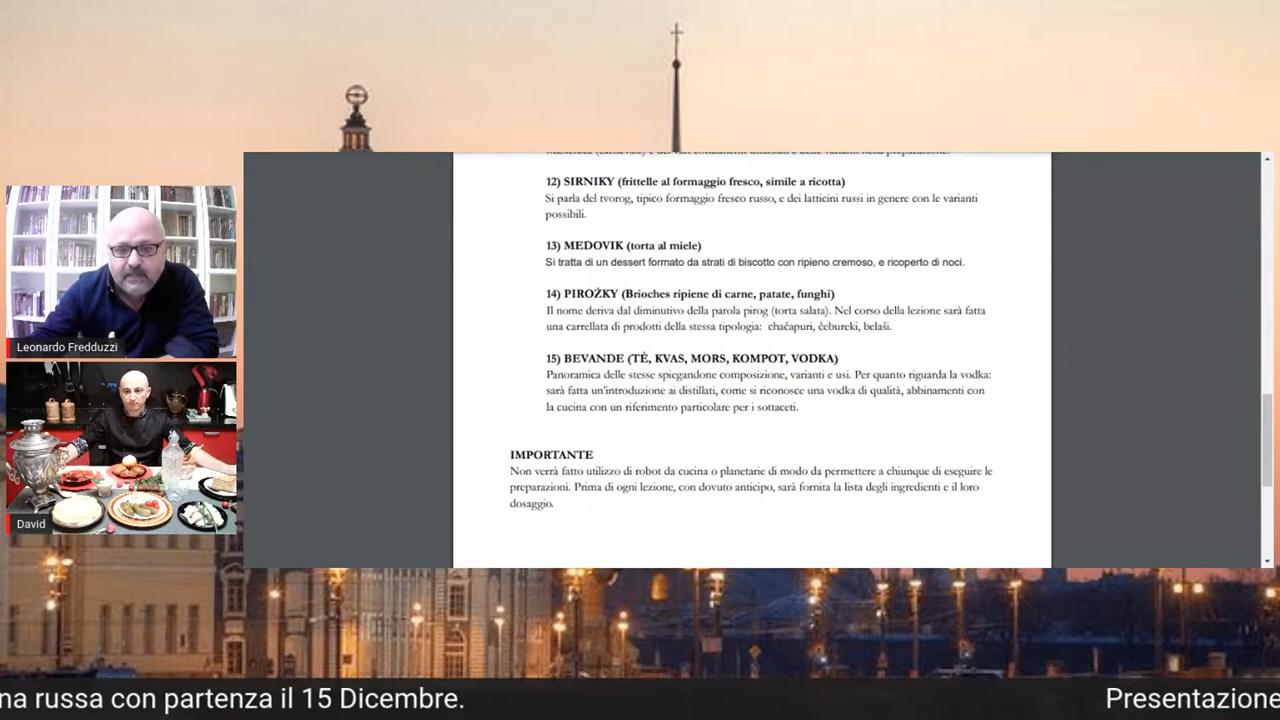 12) SIRNIKY (frittelle al formaggio fresco, simile a ricotta)
Si parla del tvorog, tipico formaggio fresco russo, e dei latticini russi in genere con le varianti
possibili.
13) MEDOVIK (torta al miele)
Si tratta di un dessert formato da strati di biscotto con ripieno cremoso, e ricoperto di noci.
14) PIROŽKY (Brioches ripiene di carne, patate, funghi)
Il nome deriva dal diminutivo della parola pirog (torta salata). Nel corso della lezione sarà fatta
una carrellata di prodotti della stessa tipologia: chačapuri, čebureki, belaši.
15) BEVANDE (TÈ, KVAS, MORS, KOMPOT, VODKA)
Panoramica delle stesse spiegandone composizione, varianti e usi. Per quanto riguarda la vodka:
sarà fatta un'introduzione ai distillati, come si riconosce una vodka di qualità, abbinamenti con
la cucina con un riferimento particolare per i sottaceti.
IMPORTANTE
Non verrà fatto utilizzo di robot da cucina o planetarie di modo da permettere a chiunque di eseguire le
preparazioni. Prima di ogni lezione, con dovuto anticipo, sarà fornita la lista degli ingredienti e il loro
dosaggio.
Leonardo Fredduzzi
David
na russa con partenza il 15 Dicembre.
Presentazione